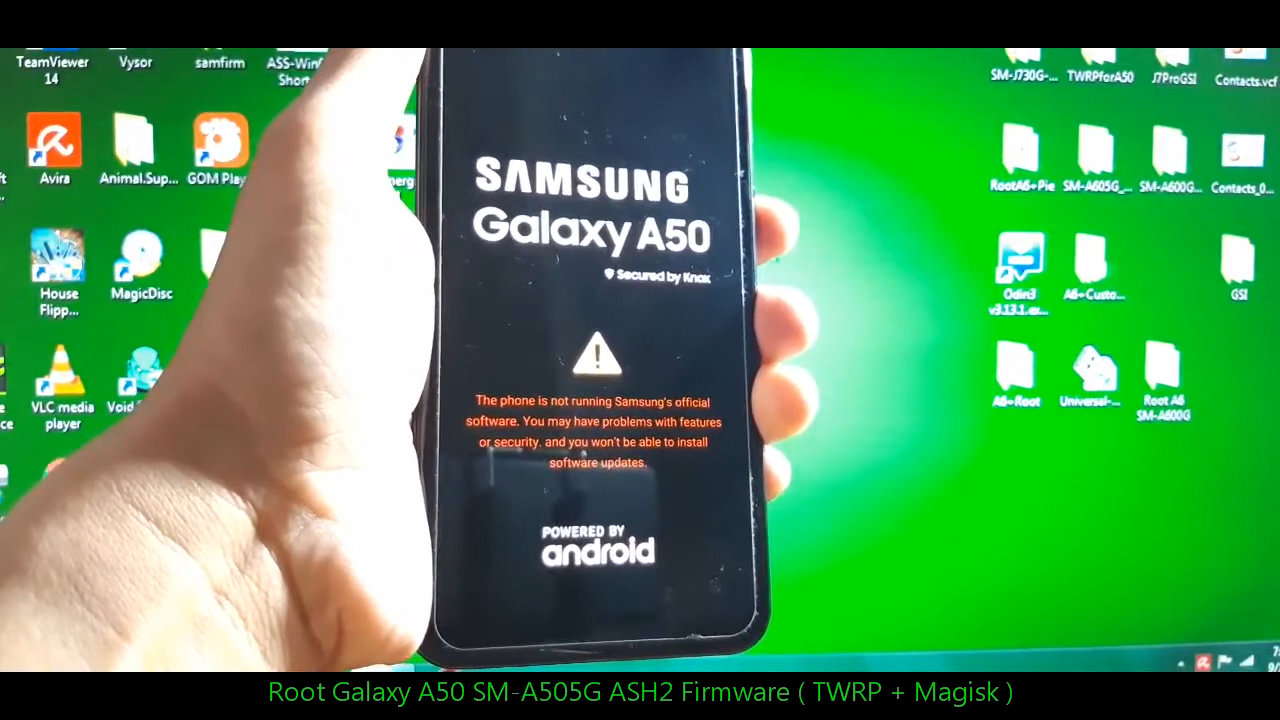 TeamViewer
14
Vysor
samfirm
Short
SM-J730G-...
TWRPforA50
J7ProGSI
Contacts.vcf
Avira
Animal.Sup...
GOM Play
RootA6+Pie
SM-A605G_...
SM-A600G...
Contacts_0...
SAMSUNG
Galaxy A50
Secured by Knox
House
Flipp...
MagicDisc
Odin3
v3.13.1.ex...
A6+Custo...
GSI
The phone is not running Samsung's official
software. You may have problems with features
or security, and you won't be able to install
software updates.
VLC media
player
Void
A6+Root
Universal-...
Root A6
SM-A600G
POWERED BY
android
Root Galaxy A50 SM-A505G ASH2 Firmware ( TWRP + Magisk )